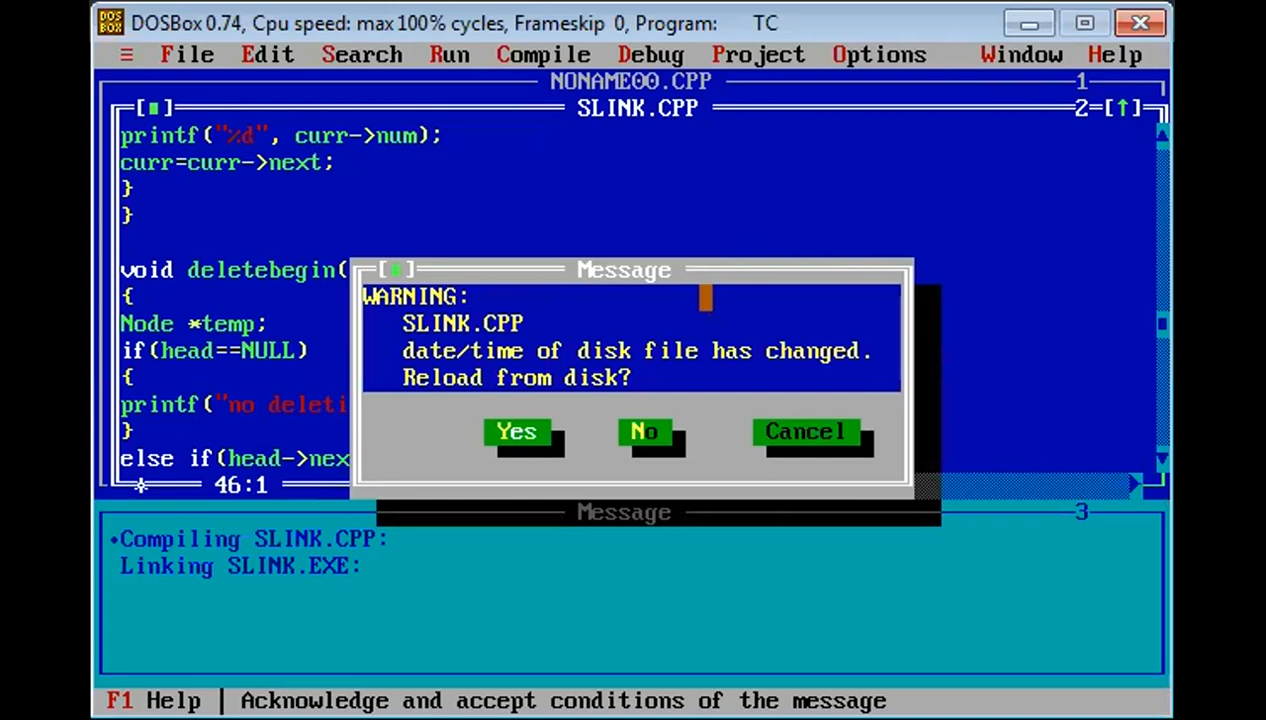 DOSBox 0.74, Cpu speed: max 100% cycles, Frameskip 0, Program: TC
≡ File Edit Search Run Compile Debug Project Options Window Help
NONAME00.CPP 1
SLINK.CPP 2
printf("%d", curr->num);
curr=curr->next;
}
}
void deletebegin(
{
Node *temp;
if(head==NULL)
{
printf("no deleti
}
else if(head->nex
46:1
Message
WARNING:
SLINK.CPP
date/time of disk file has changed.
Reload from disk?
Yes No Cancel
Message 3
•Compiling SLINK.CPP:
Linking SLINK.EXE:
F1 Help | Acknowledge and accept conditions of the message